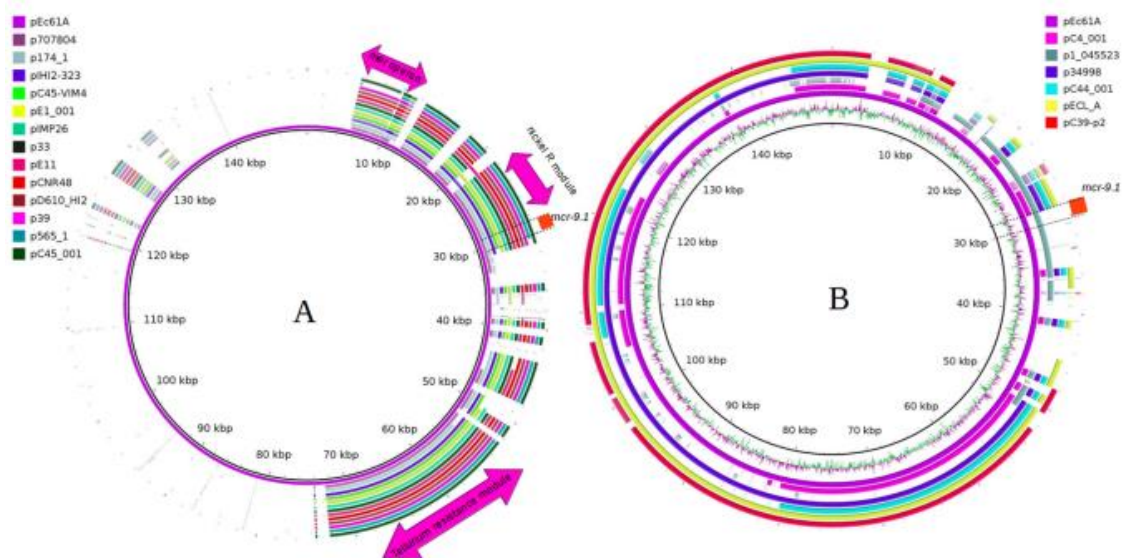 pEc61A
p707804
p174_1
pIHI2-323
pC45-VIM4
pE1_001
pIMP26
p33
pE11
pCNR48
pD610_HI2
p39
p565_1
pC45_001
nickel R module
mcr-9.1
10 kbp
20 kbp
30 kbp
40 kbp
50 kbp
60 kbp
70 kbp
80 kbp
90 kbp
100 kbp
110 kbp
120 kbp
130 kbp
140 kbp
resistance module
A
pEc61A
pC4_001
p1_045523
p34998
pC44_001
pECL_A
pC39-p2
mcr-9.1
10 kbp
20 kbp
30 kbp
40 kbp
50 kbp
60 kbp
70 kbp
80 kbp
90 kbp
100 kbp
110 kbp
120 kbp
130 kbp
140 kbp
B